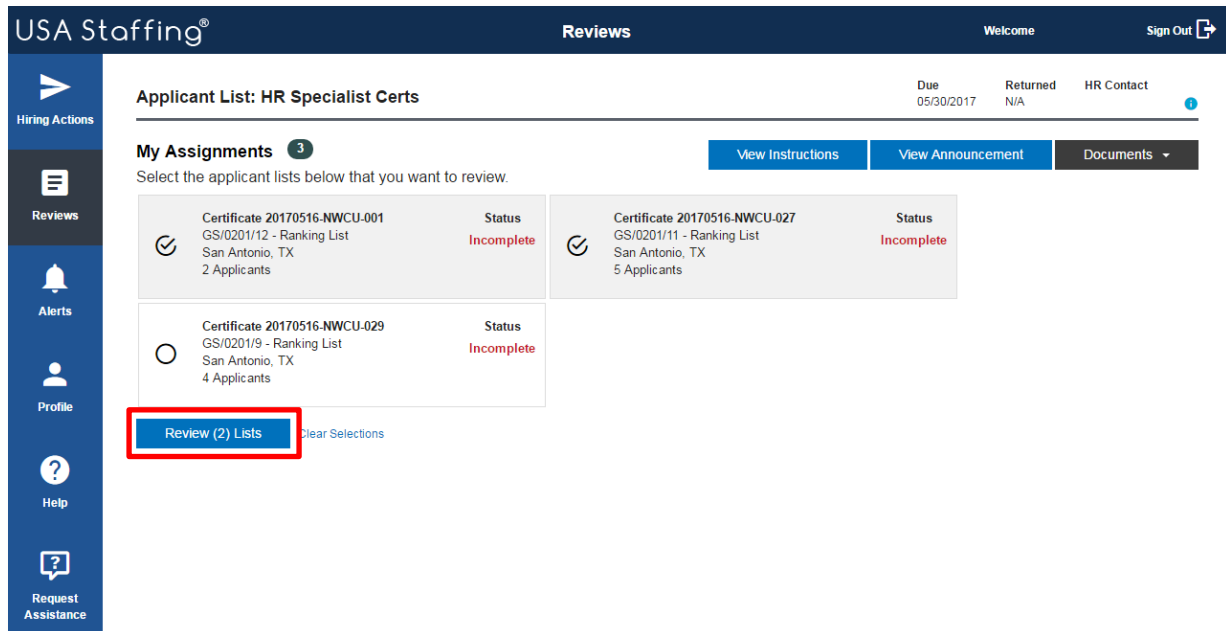 USA Staffing®
Reviews
Welcome
Sign Out
Hiring Actions
Reviews
Alerts
Profile
Help
Request
Assistance
Applicant List: HR Specialist Certs
Due
05/30/2017
Returned
N/A
HR Contact
My Assignments 3
Select the applicant lists below that you want to review.
View Instructions
View Announcement
Documents
Certificate 20170516-NWCU-001
GS/0201/12 - Ranking List
San Antonio, TX
2 Applicants
Status
Incomplete
Certificate 20170516-NWCU-027
GS/0201/11 - Ranking List
San Antonio, TX
5 Applicants
Status
Incomplete
Certificate 20170516-NWCU-029
GS/0201/9 - Ranking List
San Antonio, TX
4 Applicants
Status
Incomplete
Review (2) Lists
Clear Selections